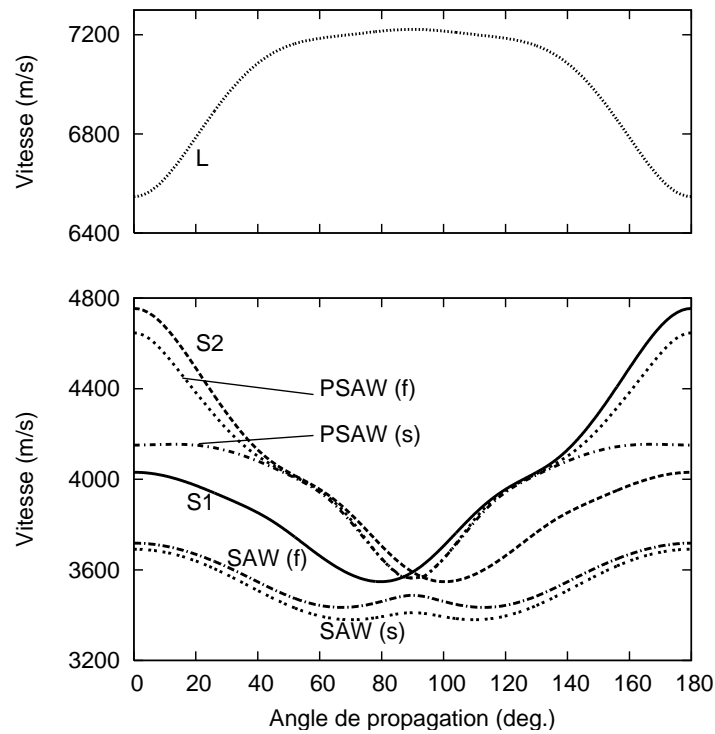 7200
6800
6400
Vitesse (m/s)
L
4800
4400
4000
3600
3200
Vitesse (m/s)
S2
PSAW (f)
PSAW (s)
S1
SAW (f)
SAW (s)
0 20 40 60 80 100 120 140 160 180
Angle de propagation (deg.)